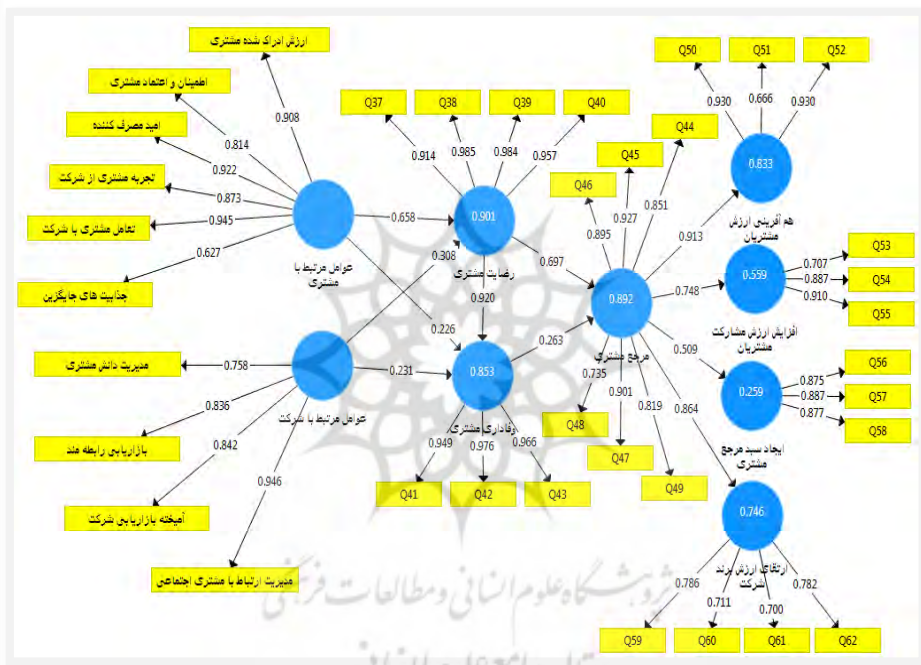 ارزش ادراک شده مشتری
اطمینان و اعتماد مشتری
امید مصرف کننده
تجربه مشتری از شرکت
تعامل مشتری با شرکت
جذابیت های جایگزین
0.908
0.814
0.922
0.873
0.945
0.627
عوامل مرتبط با
مشتری
مدیریت دانش مشتری
بازاریابی رابطه مند
آمیخته بازاریابی شرکت
مدیریت ارتباط با مشتری اجتماعی
0.758
0.836
0.842
0.946
عوامل مرتبط با شرکت
0.658
0.308
0.226
0.231
Q37
Q38
Q39
Q40
0.914
0.985
0.984
0.957
0.901
رضایت مشتری
0.920
0.853
وفاداری مشتری
0.949
0.976
0.966
Q41
Q42
Q43
0.697
0.263
Q46
Q45
Q44
0.895
0.927
0.851
0.892
مرجع مشتری
0.735
0.901
0.819
Q48
Q47
Q49
0.913
0.748
0.509
0.864
Q50
Q51
Q52
0.930
0.666
0.930
0.833
هم آفرینی ارزش
مشتریان
0.559
0.707
0.887
0.910
Q53
Q54
Q55
افزایش ارزش مشارکت
مشتریان
0.259
0.875
0.887
0.877
Q56
Q57
Q58
ایجاد سبد مرجع
مشتری
0.746
ارتقای ارزش برند
شرکت
0.786
0.711
0.700
0.782
Q59
Q60
Q61
Q62
پژوهشگاه علوم انسانی و مطالعات فرهنگی